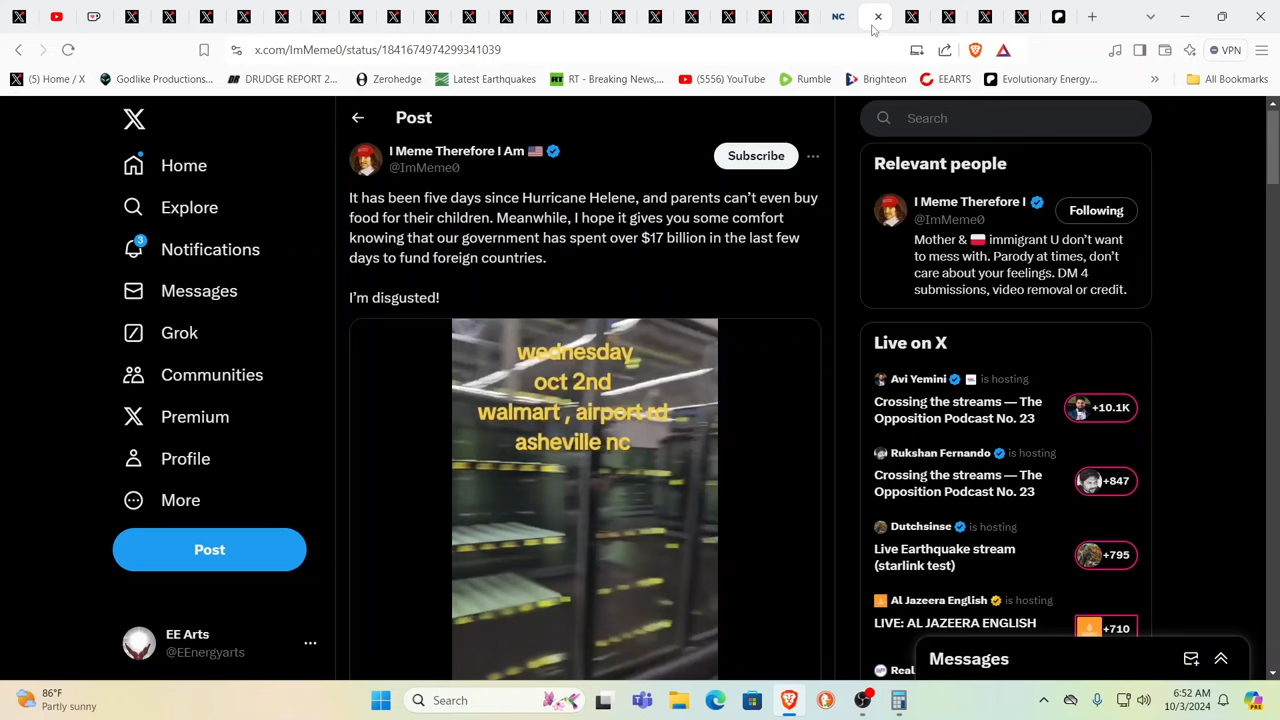 NC
x.com/ImMeme0/status/1841674974299341039
VPN
(5) Home / X
Godlike Productions...
DRUDGE REPORT 2...
Zerohedge
Latest Earthquakes
RT - Breaking News,...
(5556) YouTube
Rumble
Brighteon
EEARTS
Evolutionary Energy...
»
All Bookmarks
Home
Explore
3
Notifications
Messages
Grok
Communities
Premium
Profile
More
Post
EE Arts
@EEnergyarts
Post
I Meme Therefore I Am 🇺🇸
@ImMeme0
Subscribe
It has been five days since Hurricane Helene, and parents can’t even buy
food for their children. Meanwhile, I hope it gives you some comfort
knowing that our government has spent over $17 billion in the last few
days to fund foreign countries.
I’m disgusted!
wednesday
oct 2nd
walmart , airport rd
asheville nc
Search
Relevant people
I Meme Therefore I
@ImMeme0
Following
Mother & 🇵🇱 immigrant U don’t want
to mess with. Parody at times, don’t
care about your feelings. DM 4
submissions, video removal or credit.
Live on X
Avi Yemini is hosting
Crossing the streams — The
Opposition Podcast No. 23
+10.1K
Rukshan Fernando is hosting
Crossing the streams — The
Opposition Podcast No. 23
+847
Dutchsinse is hosting
Live Earthquake stream
(starlink test)
+795
Al Jazeera English is hosting
LIVE: AL JAZEERA ENGLISH
+710
Real
Messages
86°F
Partly sunny
Search
6:52 AM
10/3/2024
PRE